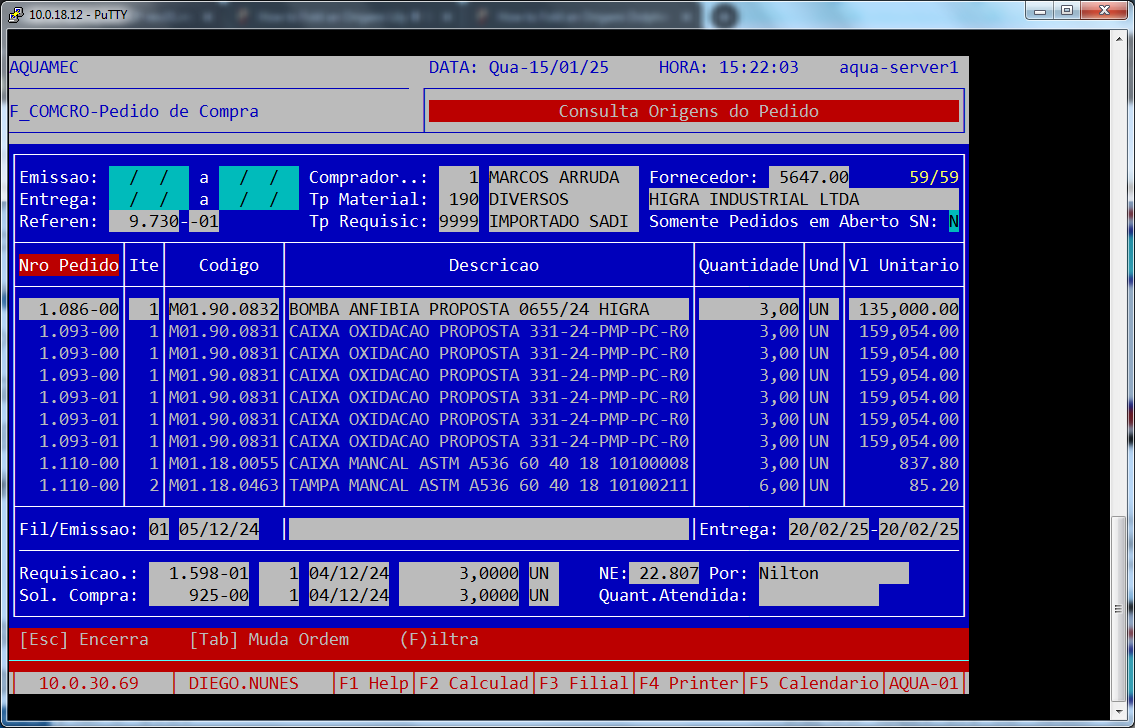 10.0.18.12 - PuTTY
AQUAMEC DATA: Qua-15/01/25 HORA: 15:22:03 aqua-server1
F_COMCRO-Pedido de Compra Consulta Origens do Pedido
Emissao: / / a / / Comprador..: 1 MARCOS ARRUDA Fornecedor: 5647.00 59/59
Entrega: / / a / / Tp Material: 190 DIVERSOS HIGRA INDUSTRIAL LTDA
Referen: 9.730--01 Tp Requisic: 9999 IMPORTADO SADI Somente Pedidos em Aberto SN: N
Nro Pedido Ite Codigo Descricao Quantidade Und Vl Unitario
1.086-00 1 M01.90.0832 BOMBA ANFIBIA PROPOSTA 0655/24 HIGRA 3,00 UN 135,000.00
1.093-00 1 M01.90.0831 CAIXA OXIDACAO PROPOSTA 331-24-PMP-PC-R0 3,00 UN 159,054.00
1.093-00 1 M01.90.0831 CAIXA OXIDACAO PROPOSTA 331-24-PMP-PC-R0 3,00 UN 159,054.00
1.093-00 1 M01.90.0831 CAIXA OXIDACAO PROPOSTA 331-24-PMP-PC-R0 3,00 UN 159,054.00
1.093-01 1 M01.90.0831 CAIXA OXIDACAO PROPOSTA 331-24-PMP-PC-R0 3,00 UN 159,054.00
1.093-01 1 M01.90.0831 CAIXA OXIDACAO PROPOSTA 331-24-PMP-PC-R0 3,00 UN 159,054.00
1.093-01 1 M01.90.0831 CAIXA OXIDACAO PROPOSTA 331-24-PMP-PC-R0 3,00 UN 159,054.00
1.110-00 1 M01.18.0055 CAIXA MANCAL ASTM A536 60 40 18 10100008 3,00 UN 837.80
1.110-00 2 M01.18.0463 TAMPA MANCAL ASTM A536 60 40 18 10100211 6,00 UN 85.20
Fil/Emissao: 01 05/12/24 Entrega: 20/02/25-20/02/25
Requisicao.: 1.598-01 1 04/12/24 3,0000 UN NE: 22.807 Por: Nilton
Sol. Compra: 925-00 1 04/12/24 3,0000 UN Quant.Atendida:
[Esc] Encerra [Tab] Muda Ordem (F)iltra
10.0.30.69 DIEGO.NUNES F1 Help F2 Calculad F3 Filial F4 Printer F5 Calendario AQUA-01